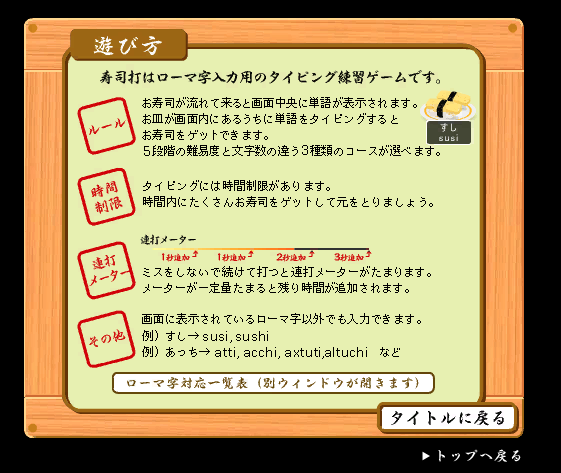 遊び方
寿司打はローマ字入力用のタイピング練習ゲームです。
ルール
お寿司が流れて来ると画面中央に単語が表示されます。
お皿が画面内にあるうちに単語をタイピングすると
お寿司をゲットできます。
5段階の難易度と文字数の違う3種類のコースが選べます。
すし
susi
時間
制限
タイピングには時間制限があります。
時間内にたくさんお寿司をゲットして元をとりましょう。
連打
メーター
連打メーター
1秒追加⤴ 1秒追加⤴ 2秒追加⤴ 3秒追加⤴
ミスをしないで続けて打つと連打メーターがたまります。
メーターが一定量たまると残り時間が追加されます。
その他
画面に表示されているローマ字以外でも入力できます。
例）すし→susi, sushi
例）あっち→atti, acchi, axtuti,altuchi など
ローマ字対応一覧表（別ウィンドウが開きます）
タイトルに戻る
▶トップへ戻る